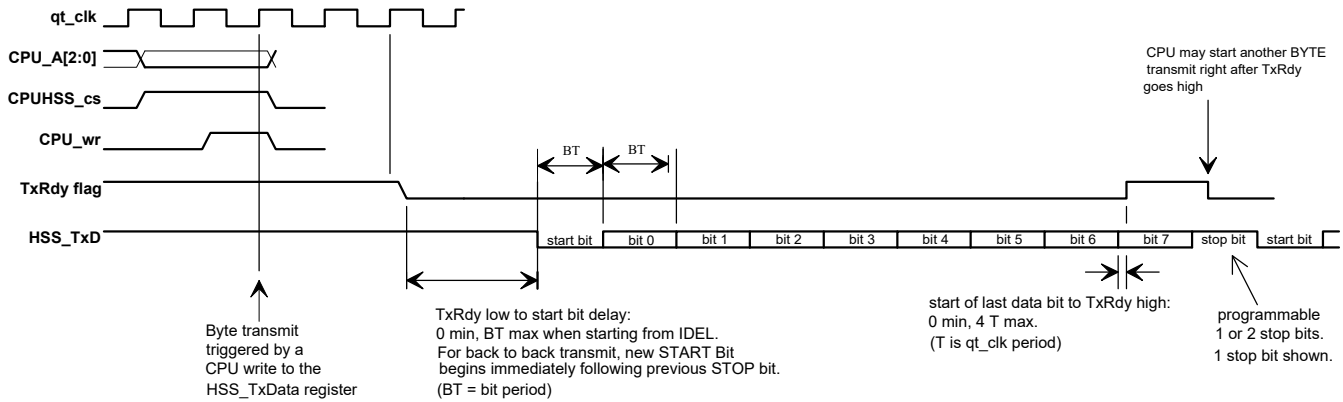 qt_clk
CPU_A[2:0]
CPUHSS_cs
CPU_wr
TxRdy flag
HSS_TxD
CPU may start another BYTE
transmit right after TxRdy
goes high
BT
BT
start bit
bit 0
bit 1
bit 2
bit 3
bit 4
bit 5
bit 6
bit 7
stop bit
start bit
Byte transmit
triggered by a
CPU write to the
HSS_TxData register
TxRdy low to start bit delay:
0 min, BT max when starting from IDEL.
For back to back transmit, new START Bit
begins immediately following previous STOP bit.
(BT = bit period)
start of last data bit to TxRdy high:
0 min, 4 T max.
(T is qt_clk period)
programmable
1 or 2 stop bits.
1 stop bit shown.